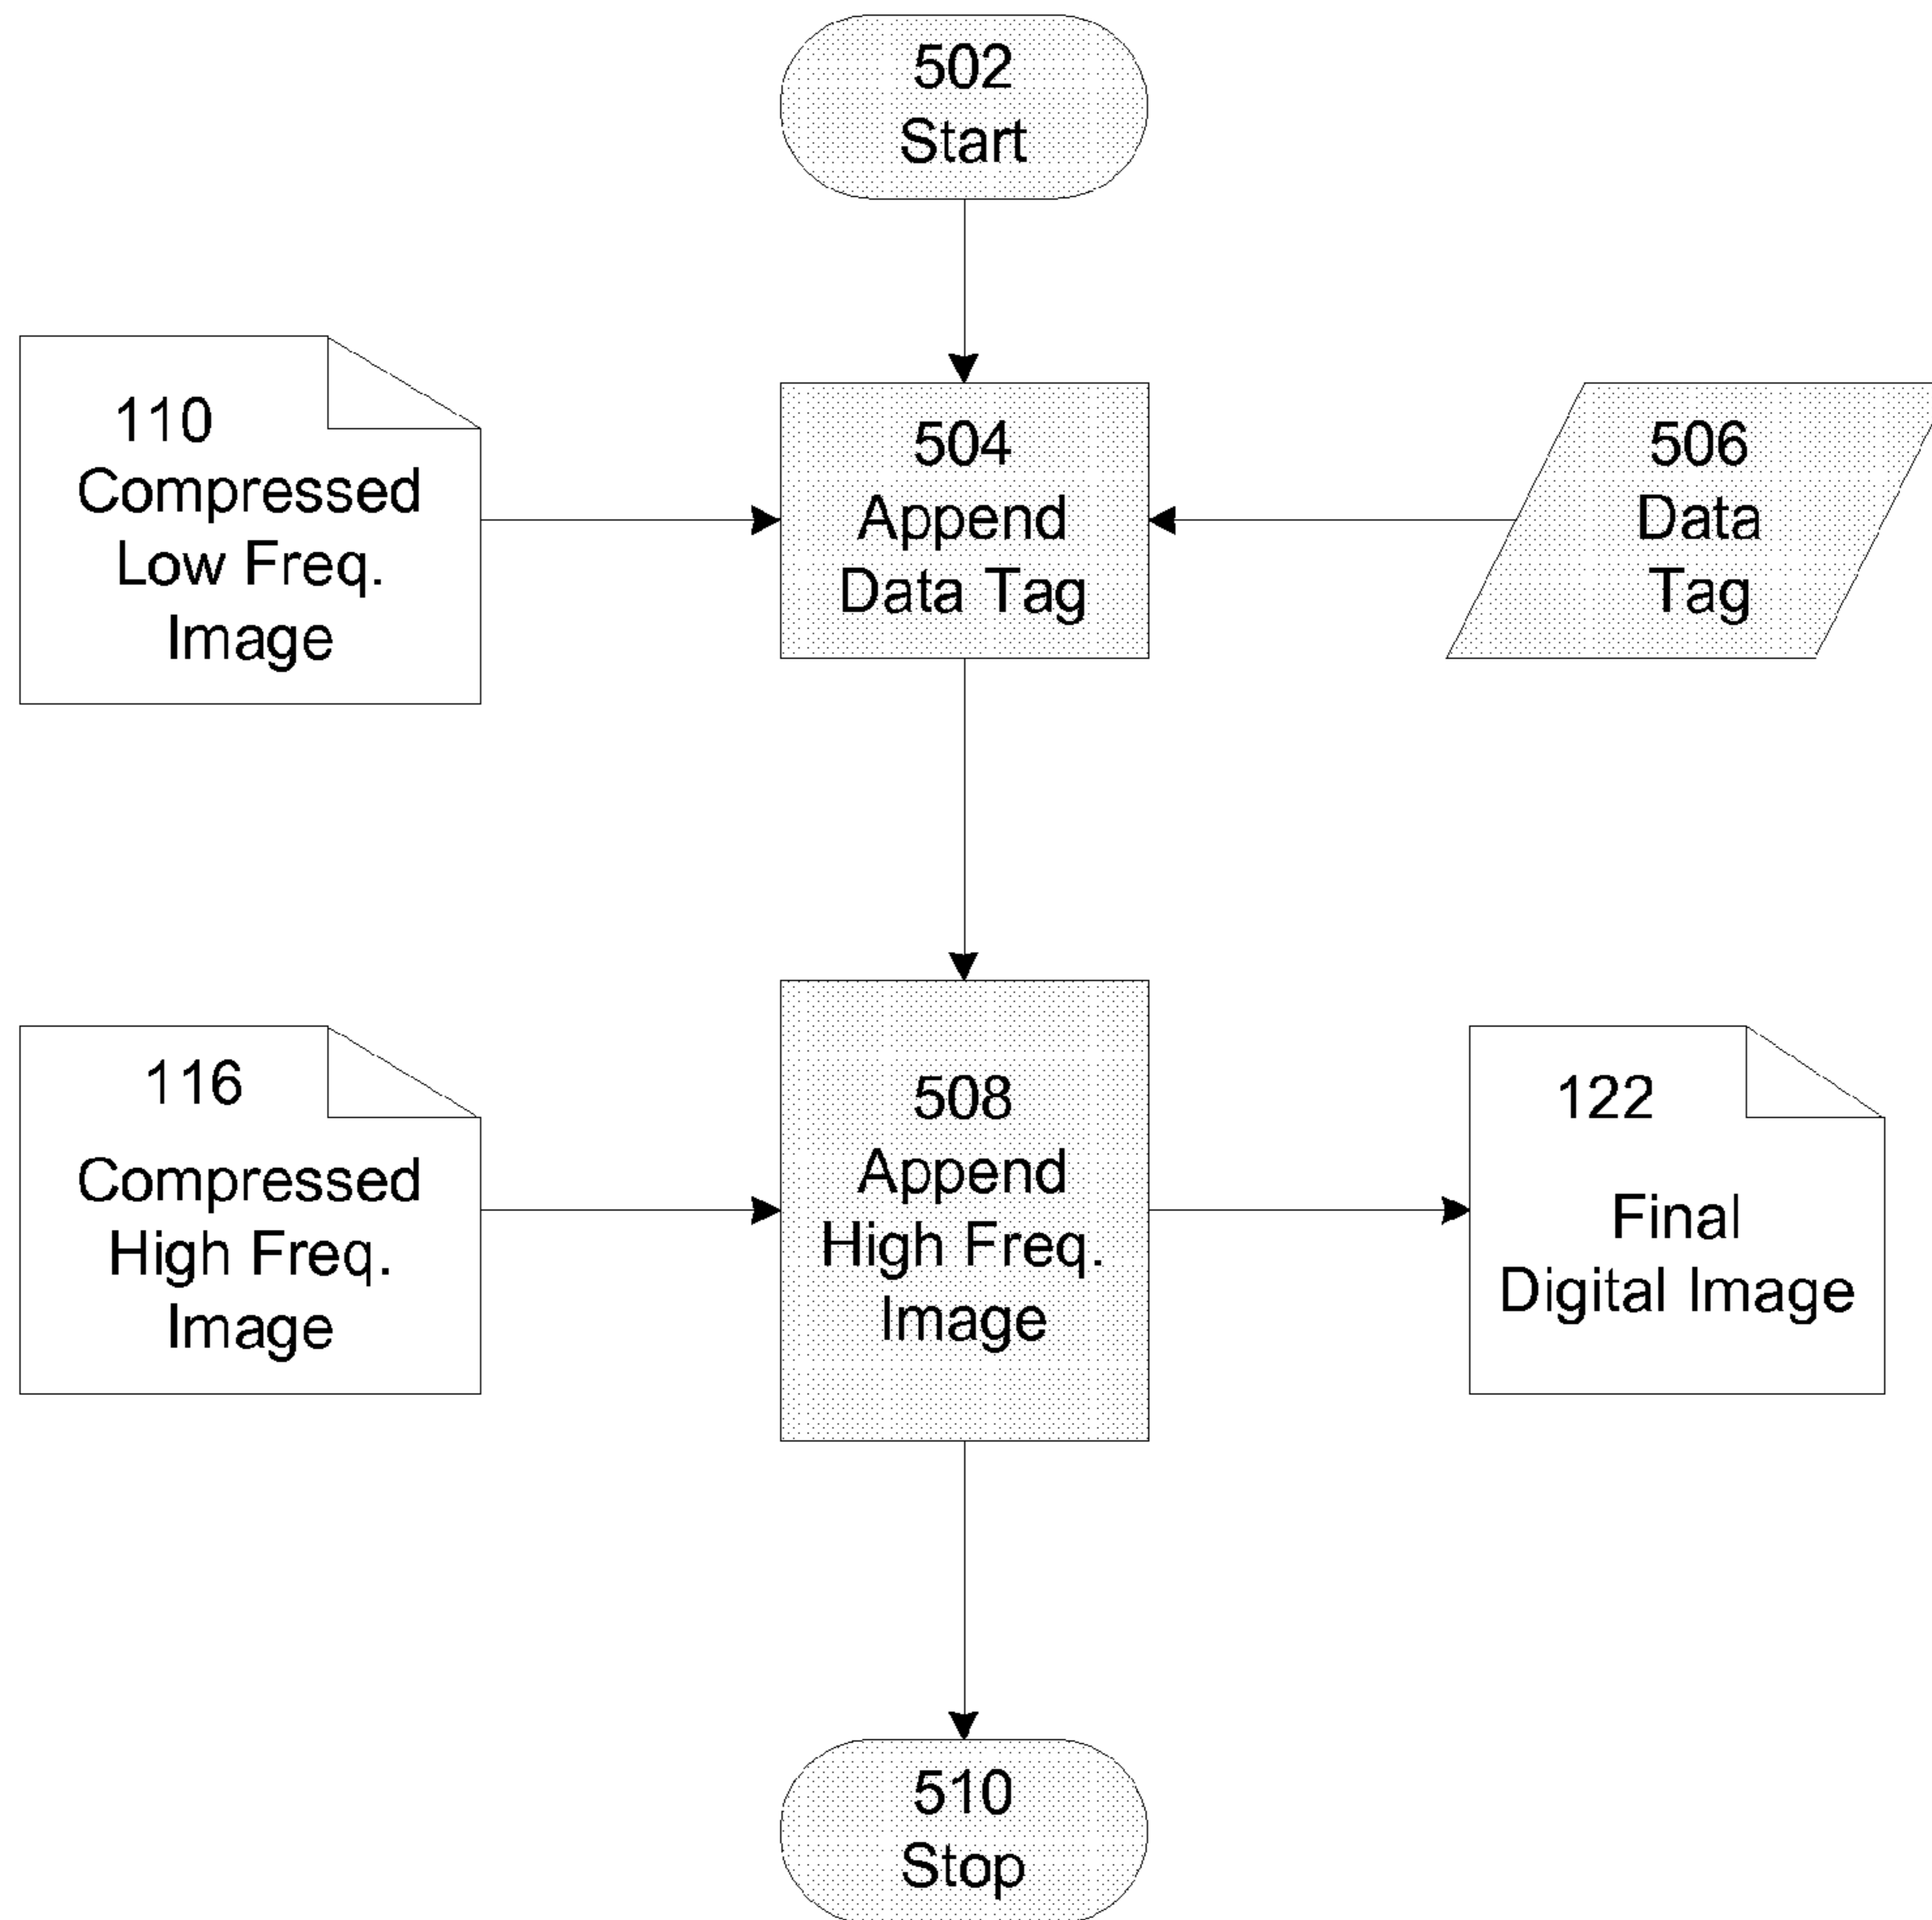 502
Start
110
Compressed
Low Freq.
Image
504
Append
Data Tag
506
Data
Tag
116
Compressed
High Freq.
Image
508
Append
High Freq.
Image
122
Final
Digital Image
510
Stop